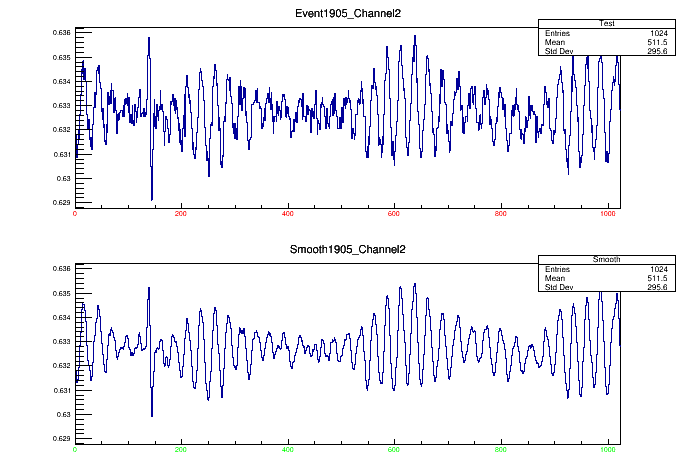 Event1905_Channel2
Test
Entries 1024
Mean 511.5
Std Dev 295.6
0.636
0.635
0.634
0.633
0.632
0.631
0.63
0.629
0 200 400 600 800 1000
Smooth1905_Channel2
Smooth
Entries 1024
Mean 511.5
Std Dev 295.6
0.636
0.635
0.634
0.633
0.632
0.631
0.63
0.629
0 200 400 600 800 1000